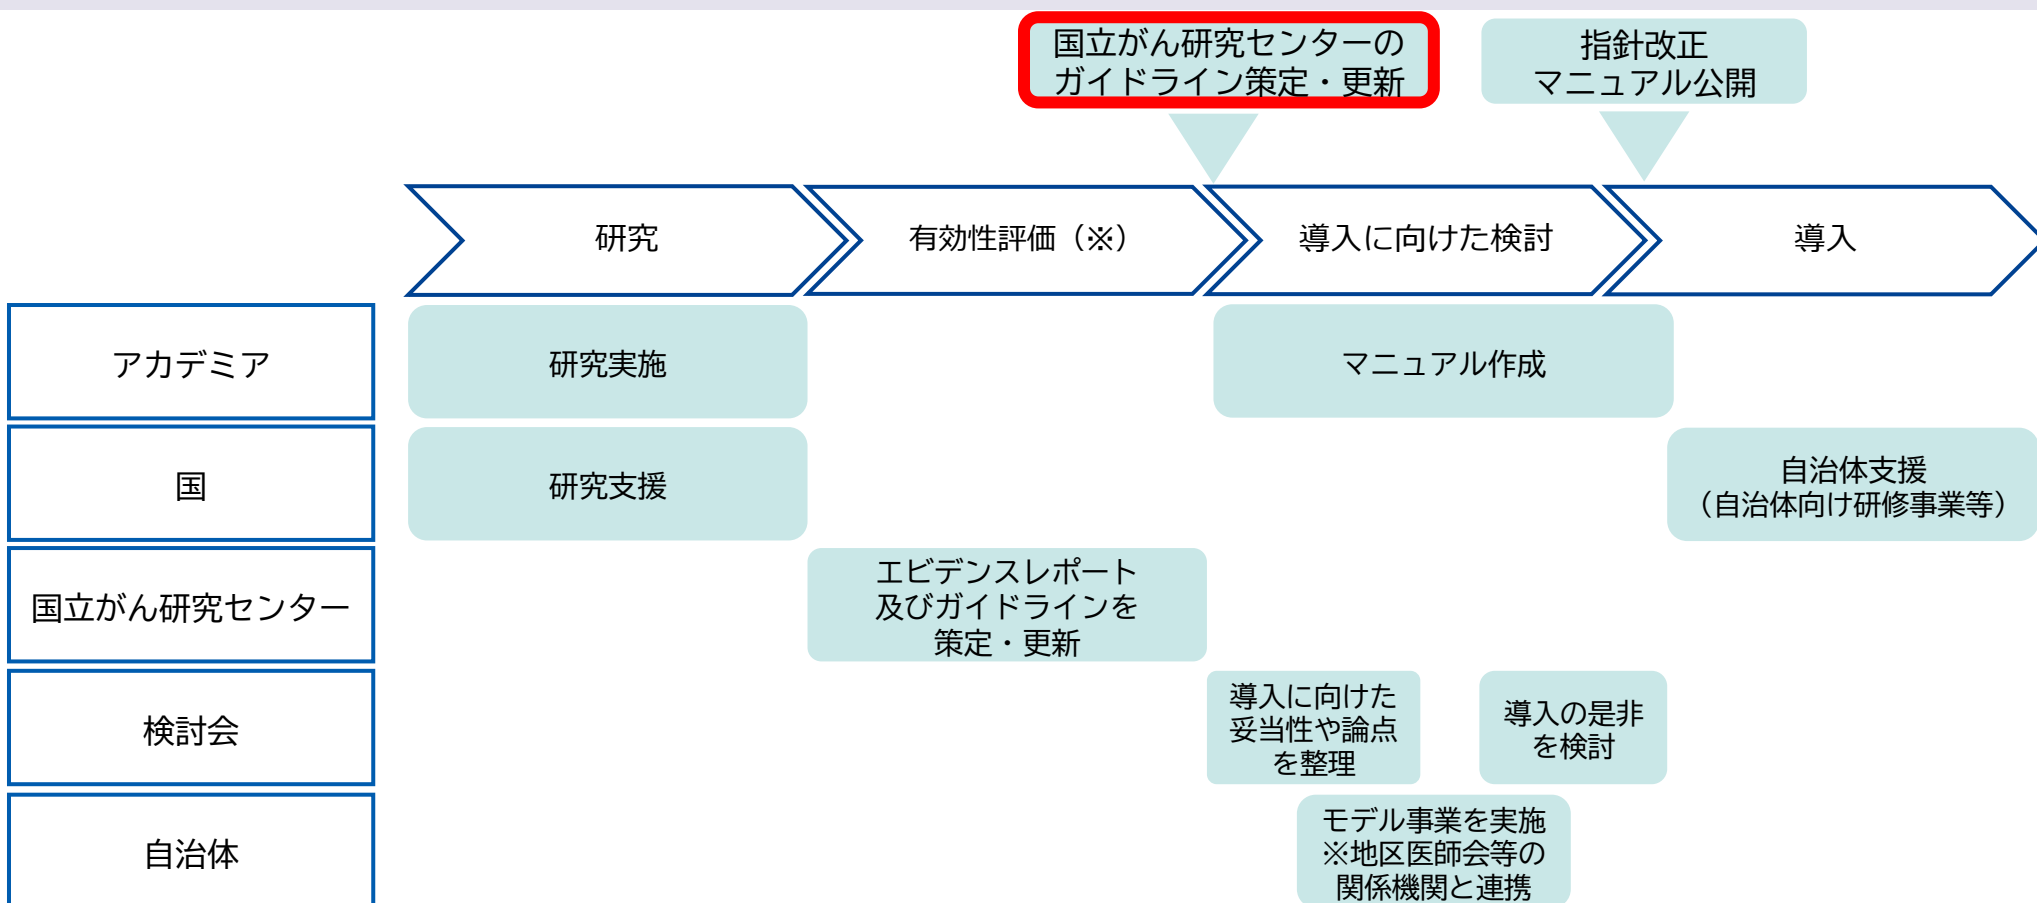 国立がん研究センターの
ガイドライン策定・更新
指針改正
マニュアル公開
研究
有効性評価（※）
導入に向けた検討
導入
アカデミア
研究実施
マニュアル作成
国
研究支援
自治体支援
（自治体向け研修事業等）
国立がん研究センター
エビデンスレポート
及びガイドラインを
策定・更新
検討会
導入に向けた
妥当性や論点
を整理
導入の是非
を検討
自治体
モデル事業を実施
※地区医師会等の
関係機関と連携